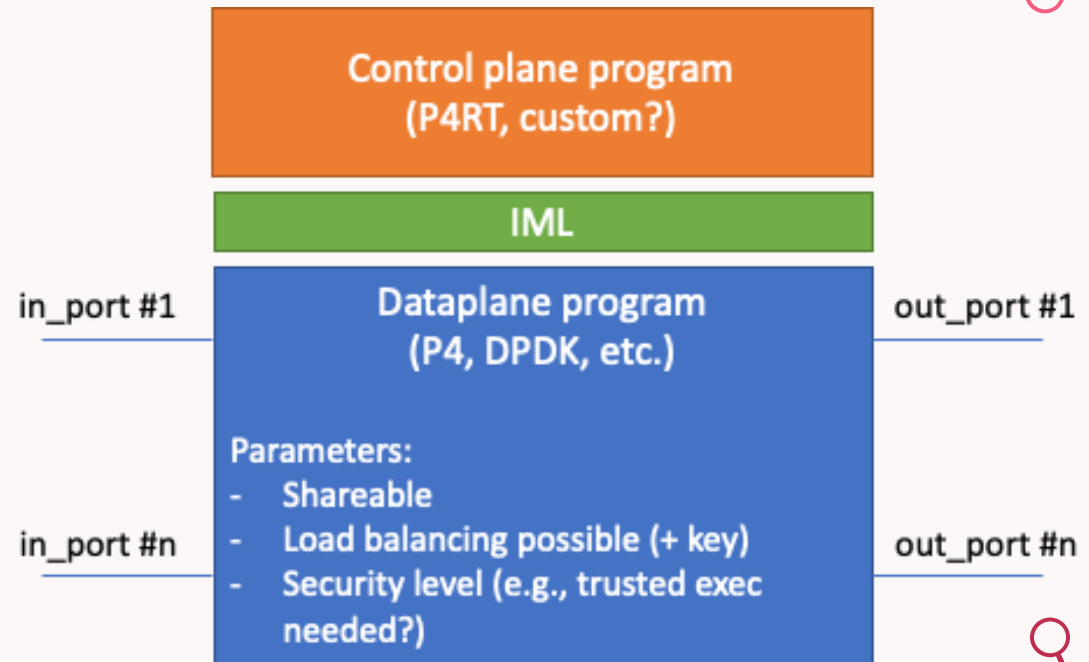 Control plane program
(P4RT, custom?)
IML
in_port #1
Dataplane program
(P4, DPDK, etc.)
out_port #1
Parameters:
- Shareable
- Load balancing possible (+ key)
- Security level (e.g., trusted exec
needed?)
in_port #n
out_port #n